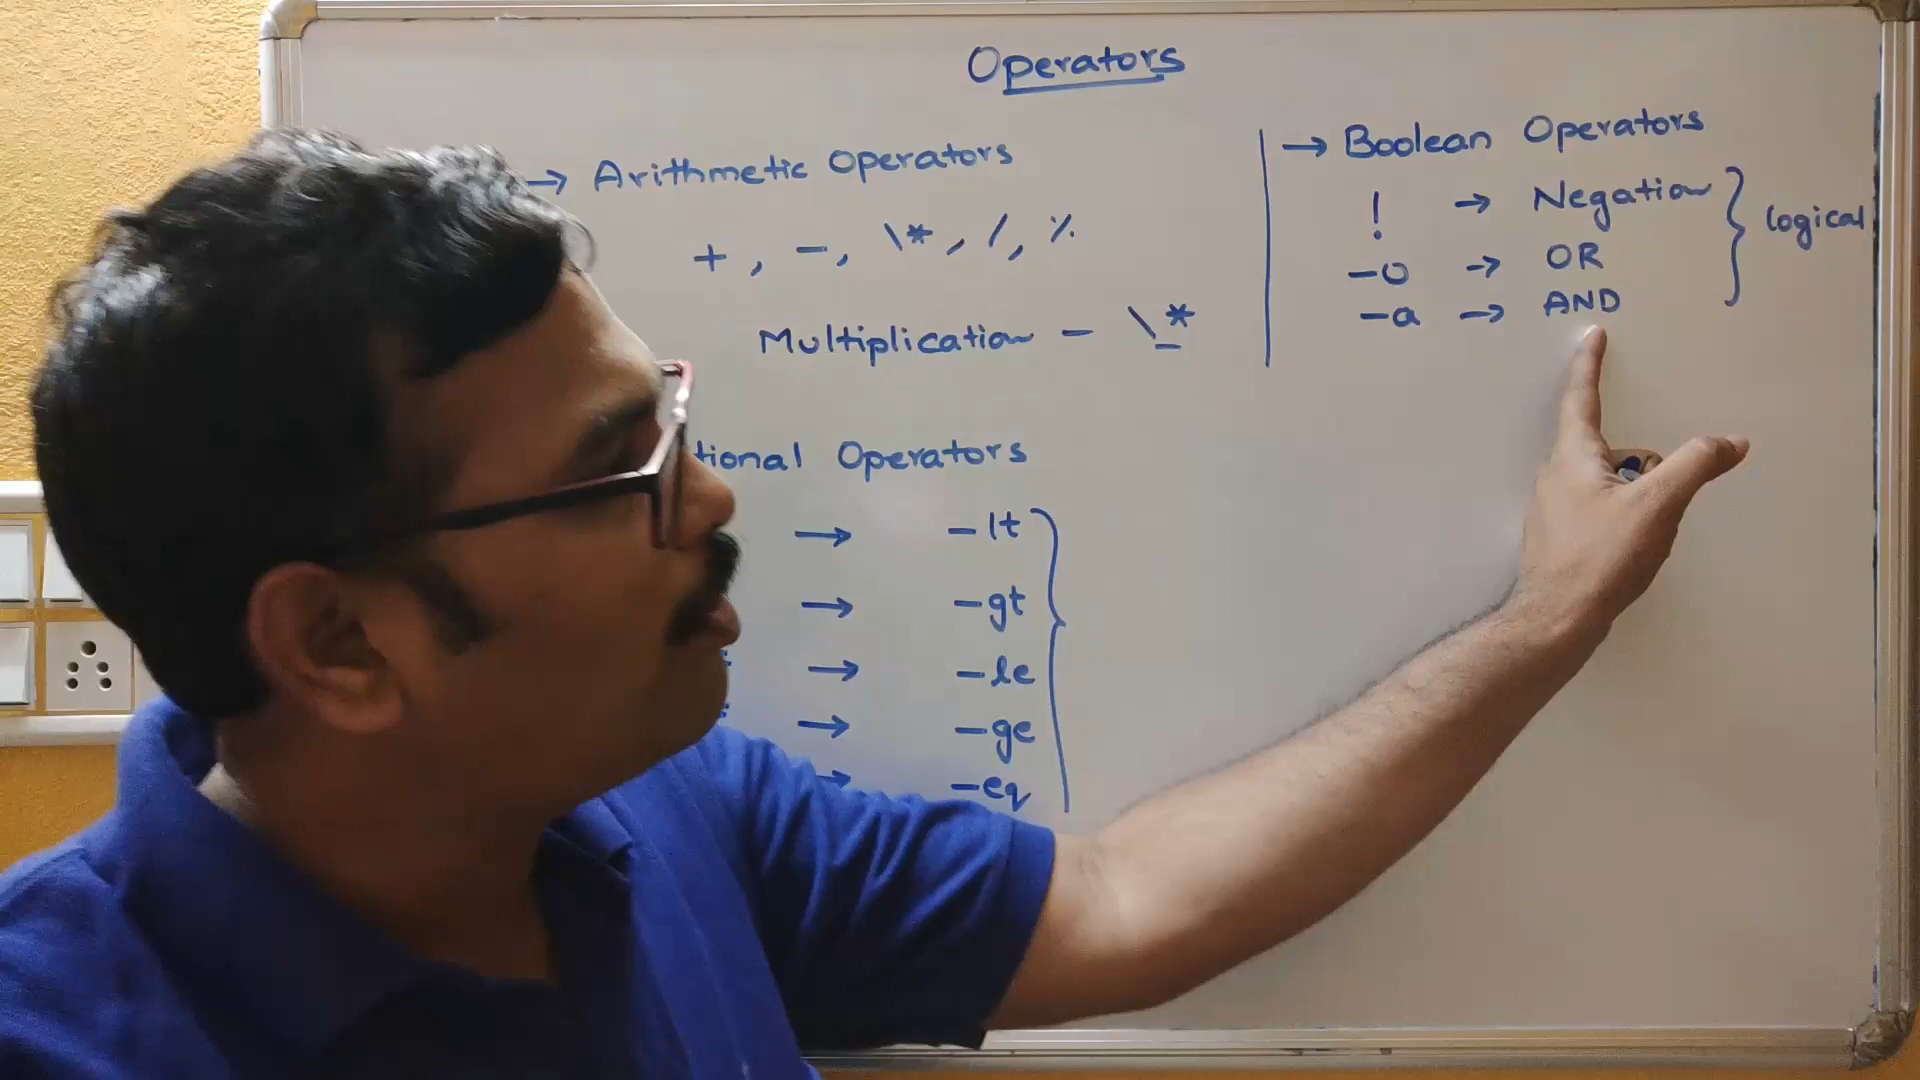 Operators
→ Arithmetic Operators
+ , - , \* , / , %
Multiplication - \*
tional Operators
→ -lt
→ -gt
→ -le
→ -ge
→ -eq
→ Boolean Operators
! → Negation
-o → OR
-a → AND
logical